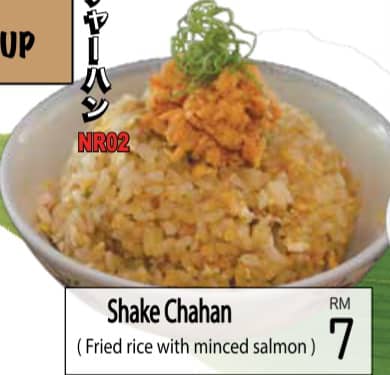 UP
ャーハン
NR02
Shake Chahan
RM
7
( Fried rice with minced salmon )